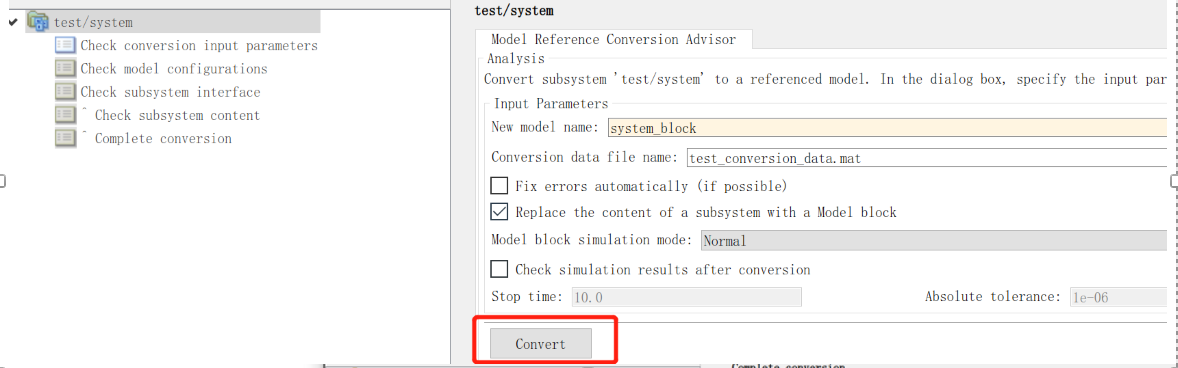 test/system
Check conversion input parameters
Check model configurations
Check subsystem interface
Check subsystem content
Complete conversion
test/system
Model Reference Conversion Advisor
Analysis
Convert subsystem 'test/system' to a referenced model. In the dialog box, specify the input par
Input Parameters
New model name: system_block
Conversion data file name: test_conversion_data.mat
Fix errors automatically (if possible)
Replace the content of a subsystem with a Model block
Model block simulation mode: Normal
Check simulation results after conversion
Stop time: 10.0 Absolute tolerance: 1e-06
Convert
Complete conversion